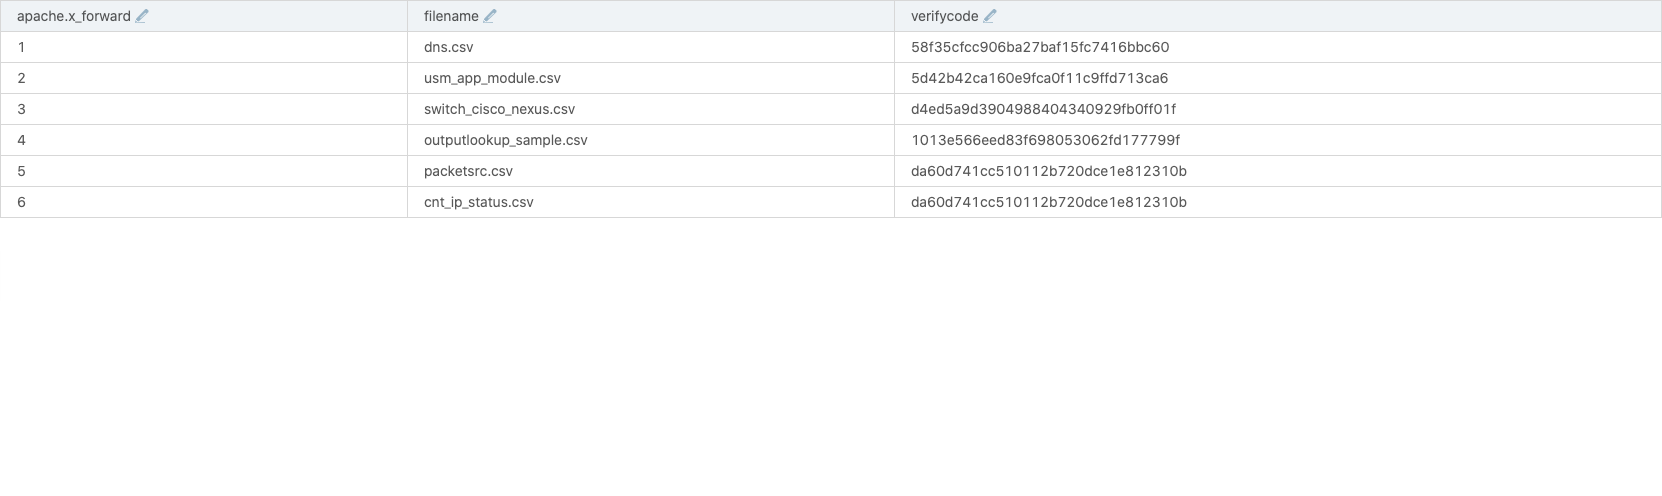 apache.x_forward filename verifycode
1 dns.csv 58f35cfcc906ba27baf15fc7416bbc60
2 usm_app_module.csv 5d42b42ca160e9fca0f11c9ffd713ca6
3 switch_cisco_nexus.csv d4ed5a9d3904988404340929fb0ff01f
4 outputlookup_sample.csv 1013e566eed83f698053062fd177799f
5 packetsrc.csv da60d741cc510112b720dce1e812310b
6 cnt_ip_status.csv da60d741cc510112b720dce1e812310b